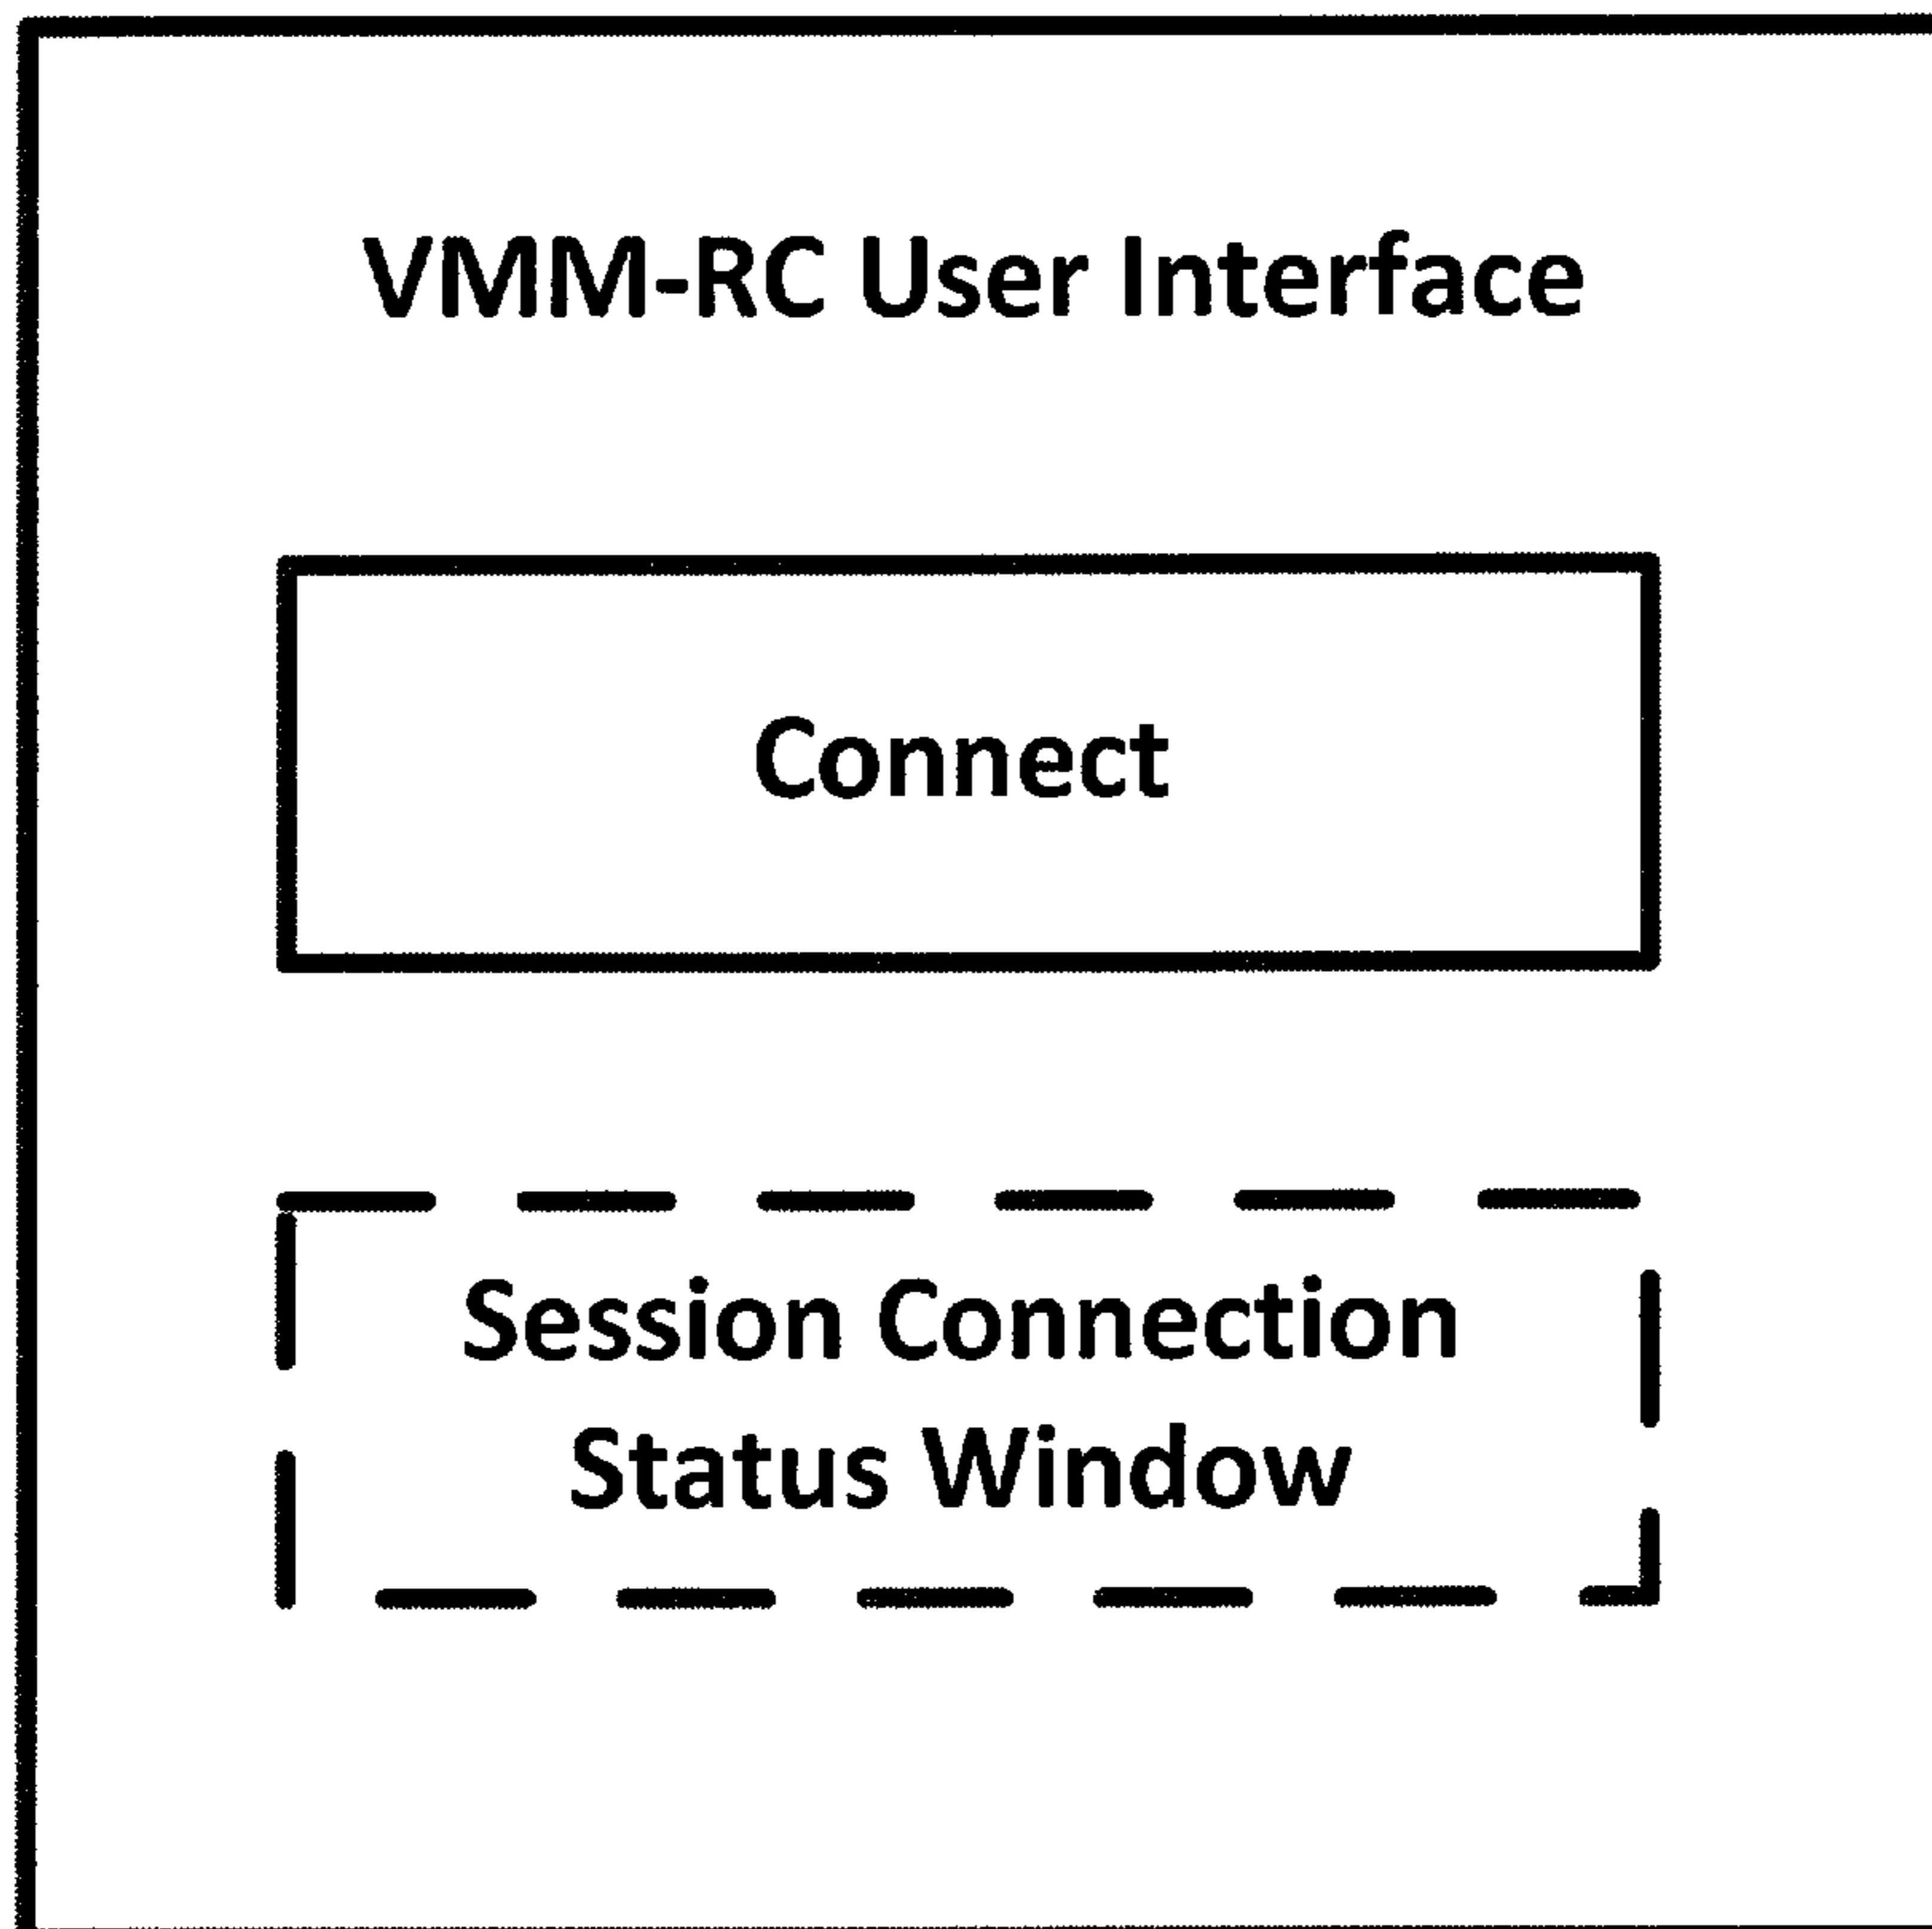 VMM-RC User Interface
Connect
Session Connection
Status Window